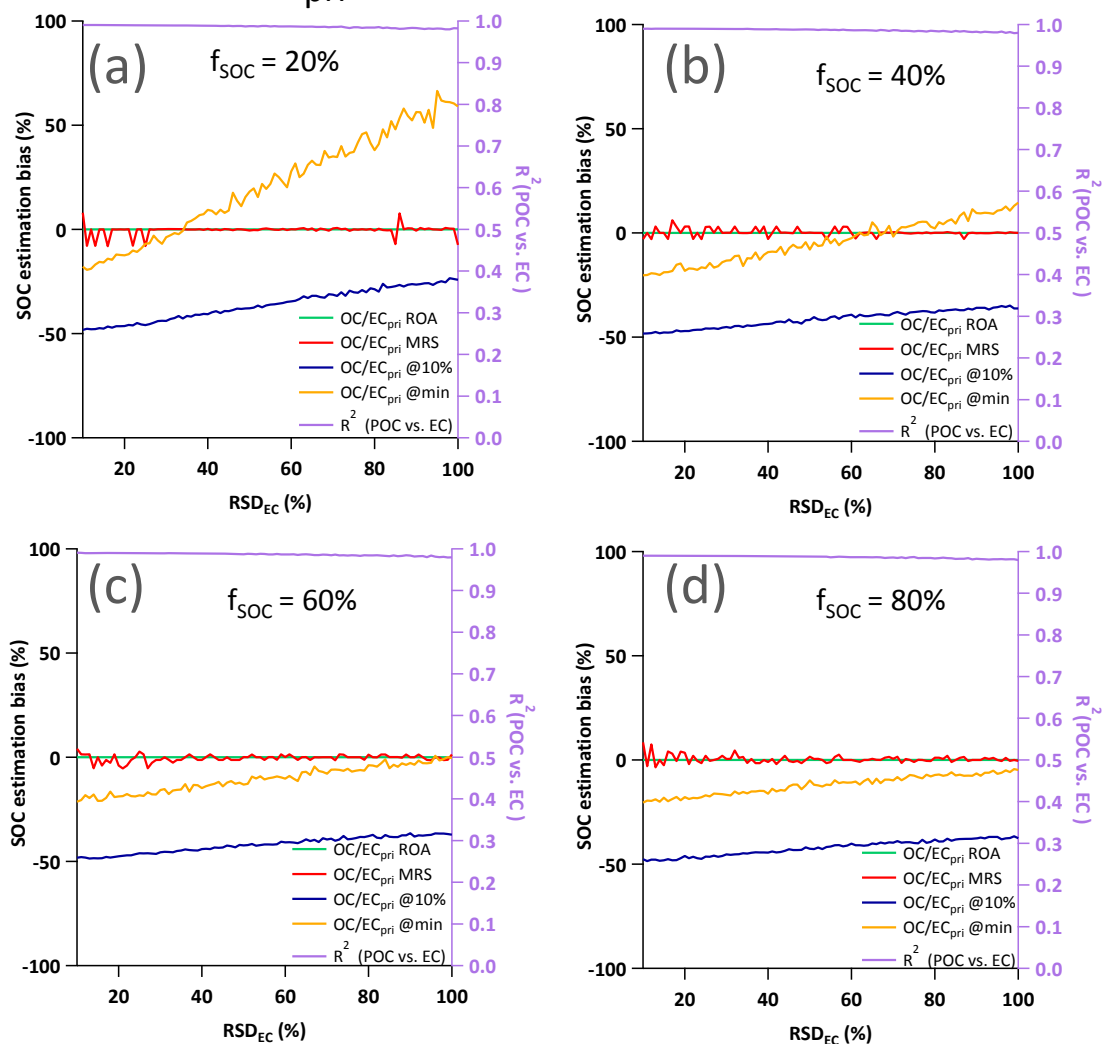 pri
(a)
f_SOC = 20%
SOC estimation bias (%)
100
50
0
-50
-100
1.0
0.9
0.8
0.7
0.6
0.5
0.4
0.3
0.2
0.1
0.0
R² (POC vs. EC )
OC/EC_pri ROA
OC/EC_pri MRS
OC/EC_pri @10%
OC/EC_pri @min
R² (POC vs. EC)
20 40 60 80 100
RSD_EC (%)
(b)
f_SOC = 40%
SOC estimation bias (%)
100
50
0
-50
-100
1.0
0.9
0.8
0.7
0.6
0.5
0.4
0.3
0.2
0.1
0.0
R² (POC vs. EC )
OC/EC_pri ROA
OC/EC_pri MRS
OC/EC_pri @10%
OC/EC_pri @min
R² (POC vs. EC)
20 40 60 80 100
RSD_EC (%)
(c)
f_SOC = 60%
SOC estimation bias (%)
100
50
0
-50
-100
1.0
0.9
0.8
0.7
0.6
0.5
0.4
0.3
0.2
0.1
0.0
R² (POC vs. EC )
OC/EC_pri ROA
OC/EC_pri MRS
OC/EC_pri @10%
OC/EC_pri @min
R² (POC vs. EC)
20 40 60 80 100
RSD_EC (%)
(d)
f_SOC = 80%
SOC estimation bias (%)
100
50
0
-50
-100
1.0
0.9
0.8
0.7
0.6
0.5
0.4
0.3
0.2
0.1
0.0
R² (POC vs. EC )
OC/EC_pri ROA
OC/EC_pri MRS
OC/EC_pri @10%
OC/EC_pri @min
R² (POC vs. EC)
20 40 60 80 100
RSD_EC (%)